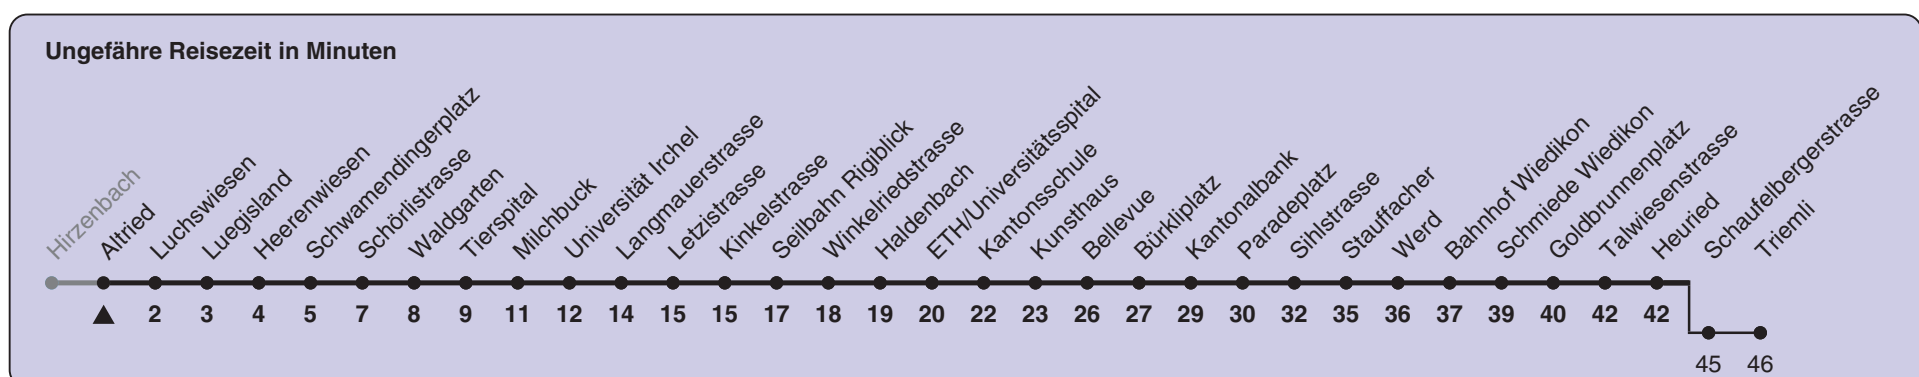 Ungefähre Reisezeit in Minuten
Hirzenbach
Altried
Luchswiesen
Luegisland
Heerenwiesen
Schwamendingerplatz
Schörlistrasse
Waldgarten
Tierspital
Milchbuck
Universität Irchel
Langmauerstrasse
Letzistrasse
Kinkelstrasse
Seilbahn Rigiblick
Winkelriedstrasse
Haldenbach
ETH/Universitätsspital
Kantonsschule
Kunsthaus
Bellevue
Bürkliplatz
Kantonalbank
Paradeplatz
Sihlstrasse
Stauffacher
Werd
Bahnhof Wiedikon
Schmiede Wiedikon
Goldbrunnenplatz
Talwiesenstrasse
Heuried
Schaufelbergerstrasse
Triemli
2 3 4 5 7 8 9 11 12 14 15 15 17 18 19 20 22 23 26 27 29 30 32 35 36 37 39 40 42 42
45 46